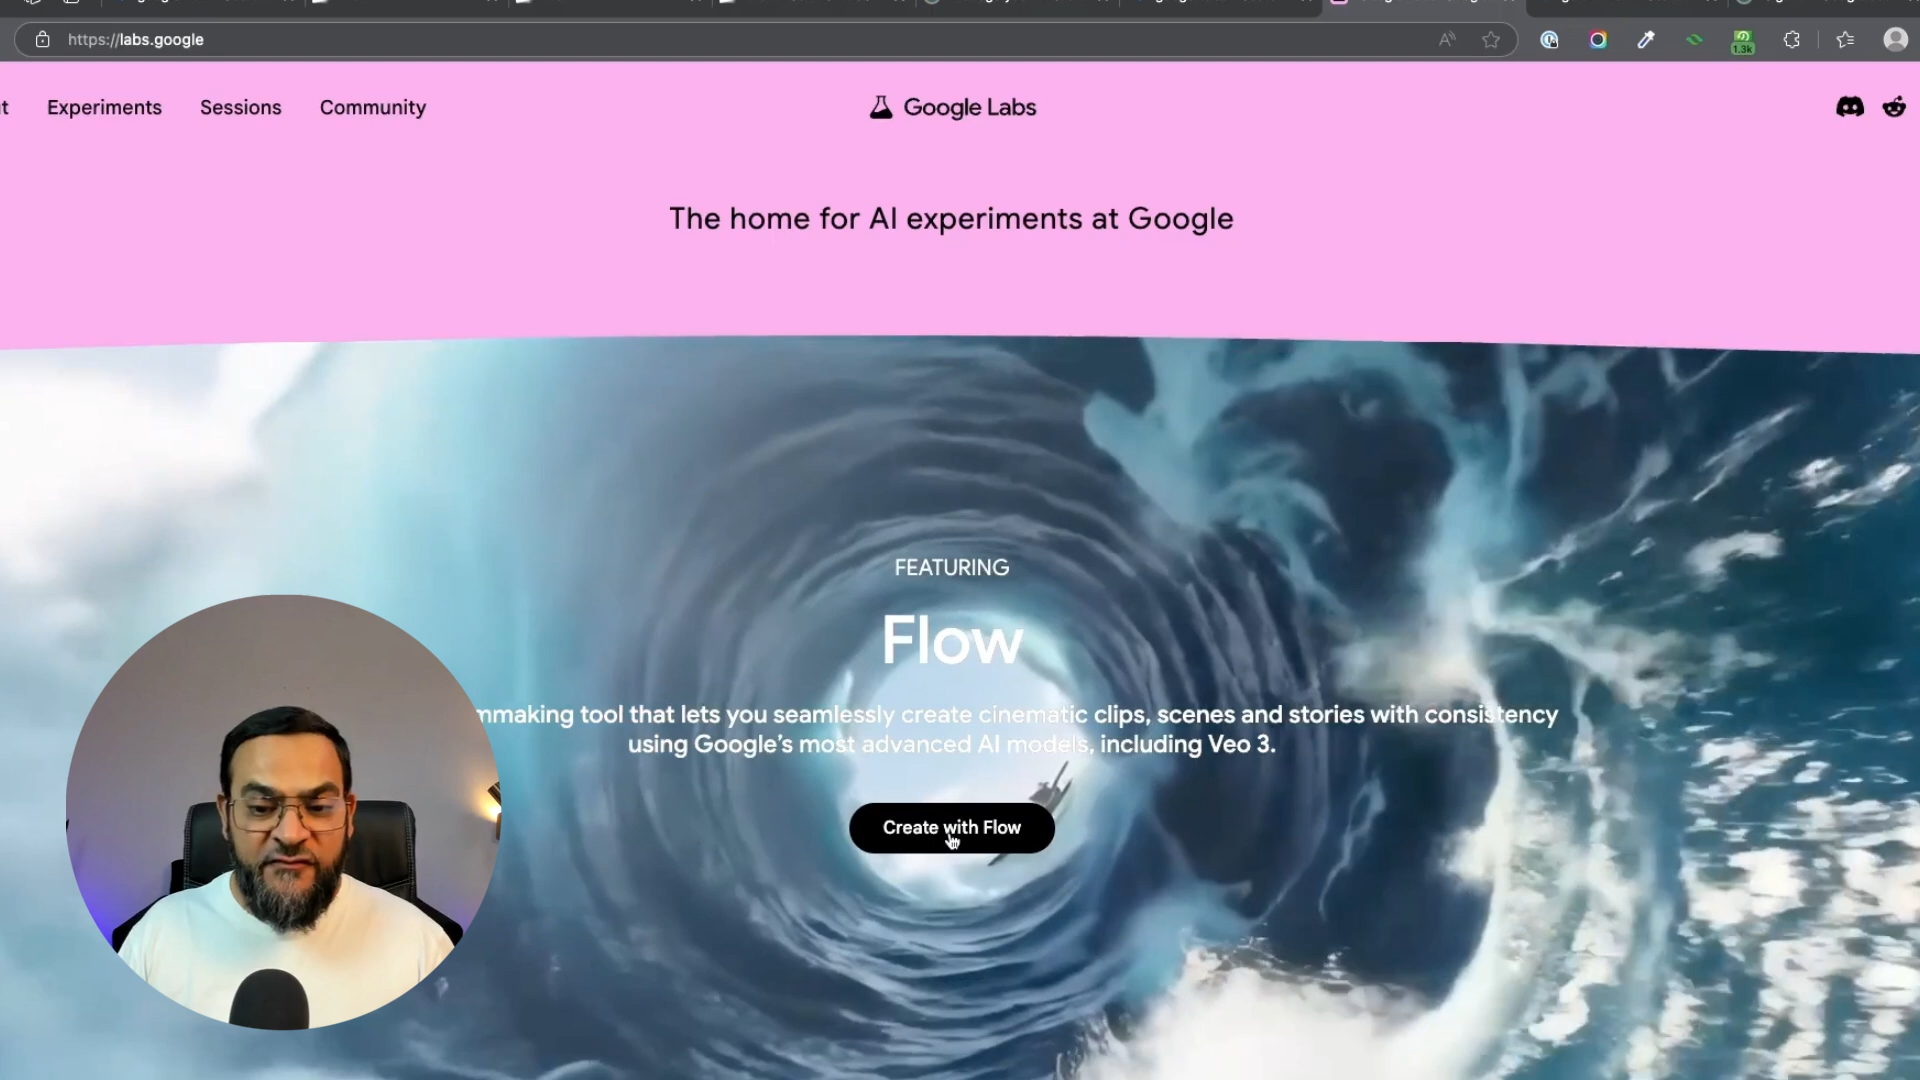 https://labs.google
1.3k
t
Experiments
Sessions
Community
Google Labs
The home for AI experiments at Google
FEATURING
Flow
mmaking tool that lets you seamlessly create cinematic clips, scenes and stories with consistency
using Google's most advanced AI models, including Veo 3.
Create with Flow